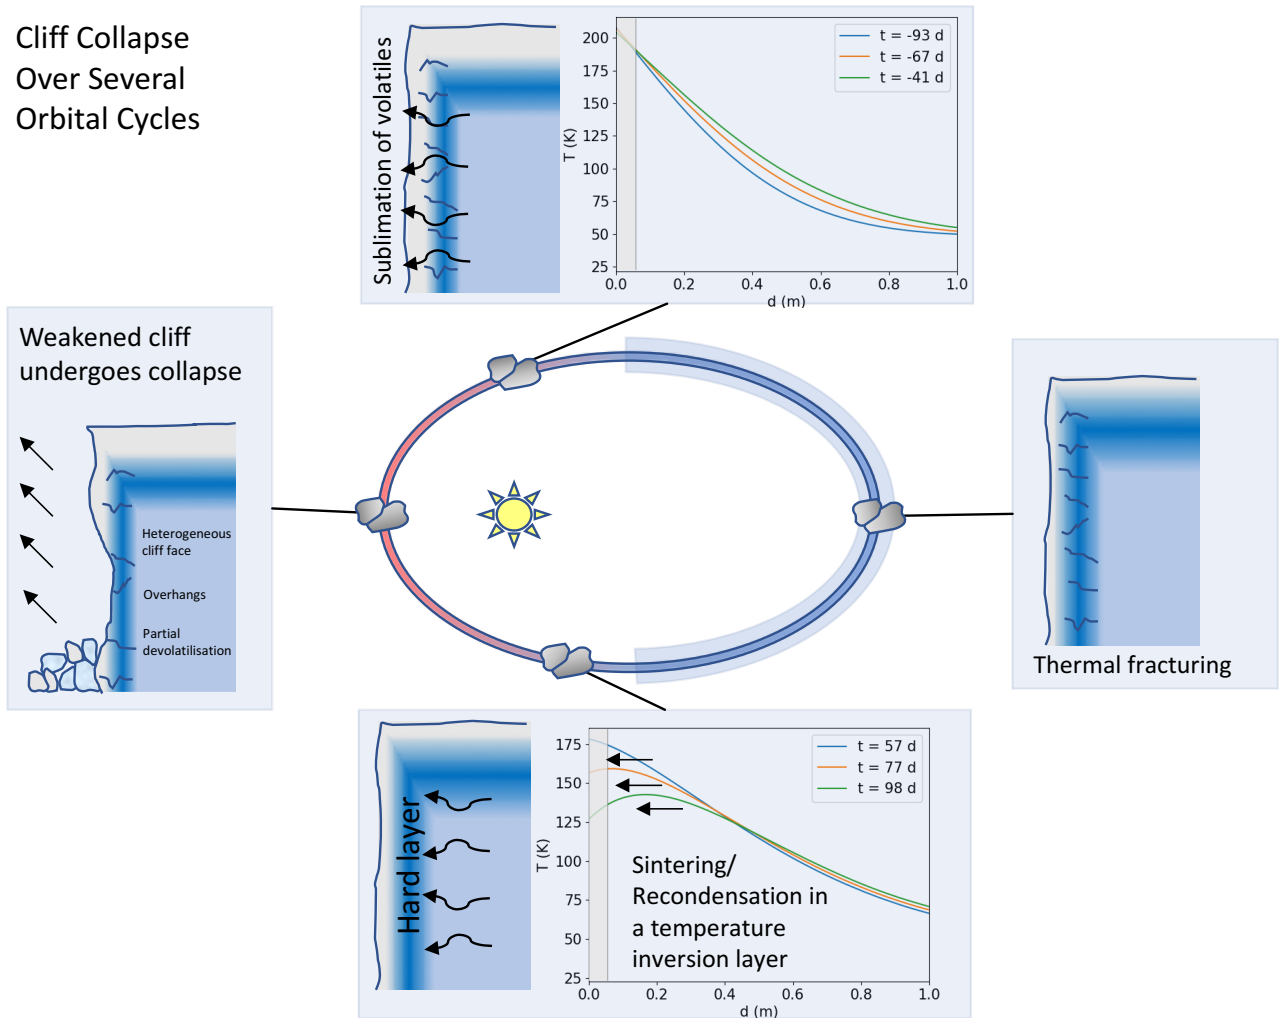 Cliff Collapse
Over Several
Orbital Cycles
Sublimation of volatiles
T (K)
200
175
150
125
100
75
50
25
0.0 0.2 0.4 0.6 0.8 1.0
d (m)
t = -93 d
t = -67 d
t = -41 d
Weakened cliff
undergoes collapse
Heterogeneous
cliff face
Overhangs
Partial
devolatilisation
Thermal fracturing
Hard layer
T (K)
175
150
125
100
75
50
25
0.0 0.2 0.4 0.6 0.8 1.0
d (m)
t = 57 d
t = 77 d
t = 98 d
Sintering/
Recondensation in
a temperature
inversion layer